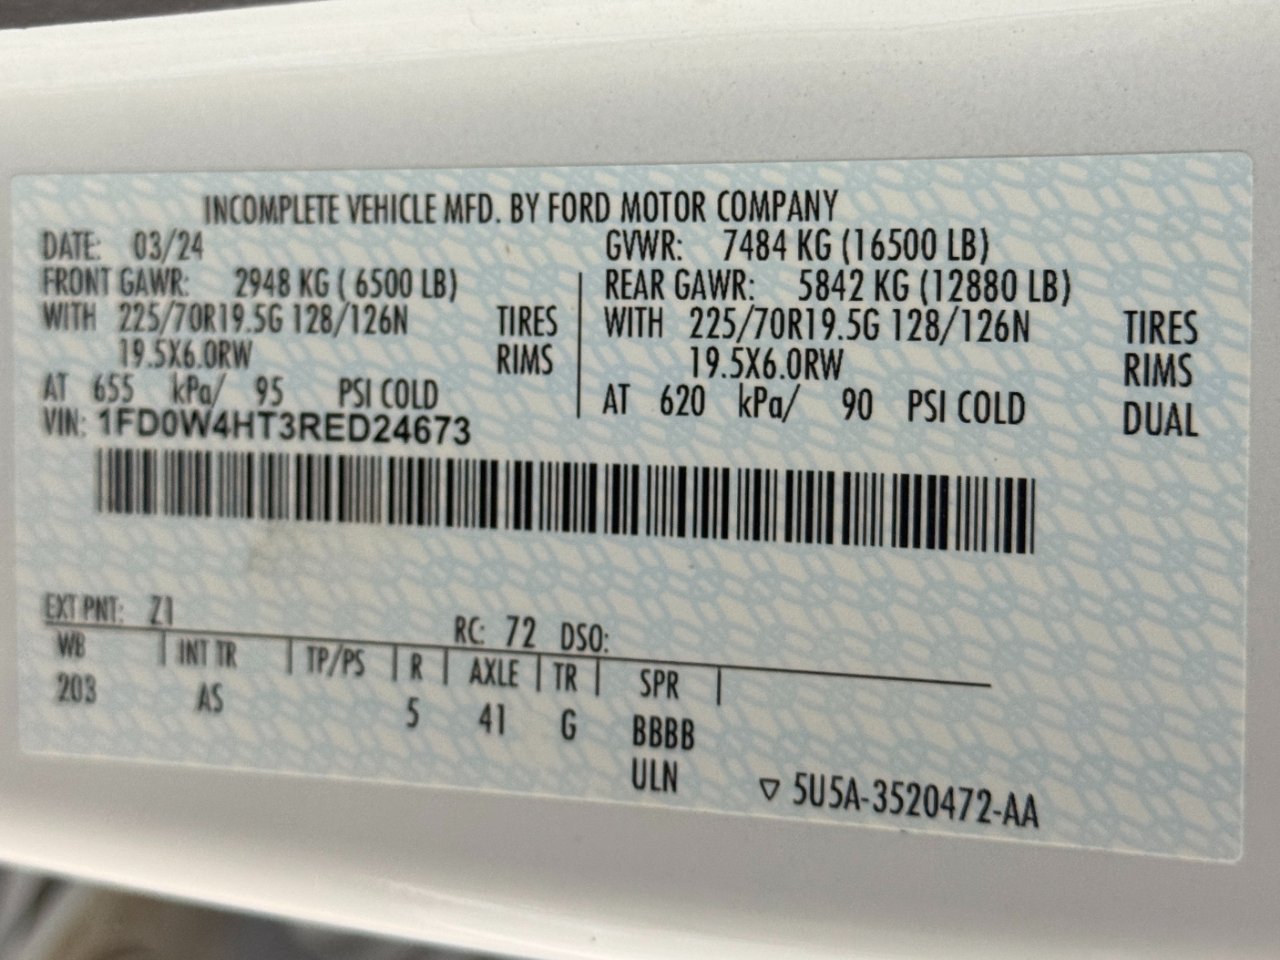 INCOMPLETE VEHICLE MFD. BY FORD MOTOR COMPANY
DATE: 03/24 GVWR: 7484 KG (16500 LB)
FRONT GAWR: 2948 KG ( 6500 LB) REAR GAWR: 5842 KG (12880 LB)
WITH 225/70R19.5G 128/126N TIRES WITH 225/70R19.5G 128/126N TIRES
19.5X6.0RW RIMS 19.5X6.0RW RIMS
AT 655 kPa/ 95 PSI COLD AT 620 kPa/ 90 PSI COLD DUAL
VIN: 1FD0W4HT3RED24673
EXT PNT: Z1 RC: 72 DSO:
WB INT TR TP/PS R AXLE TR SPR
203 AS 5 41 G BBBB
ULN ▽ 5U5A-3520472-AA